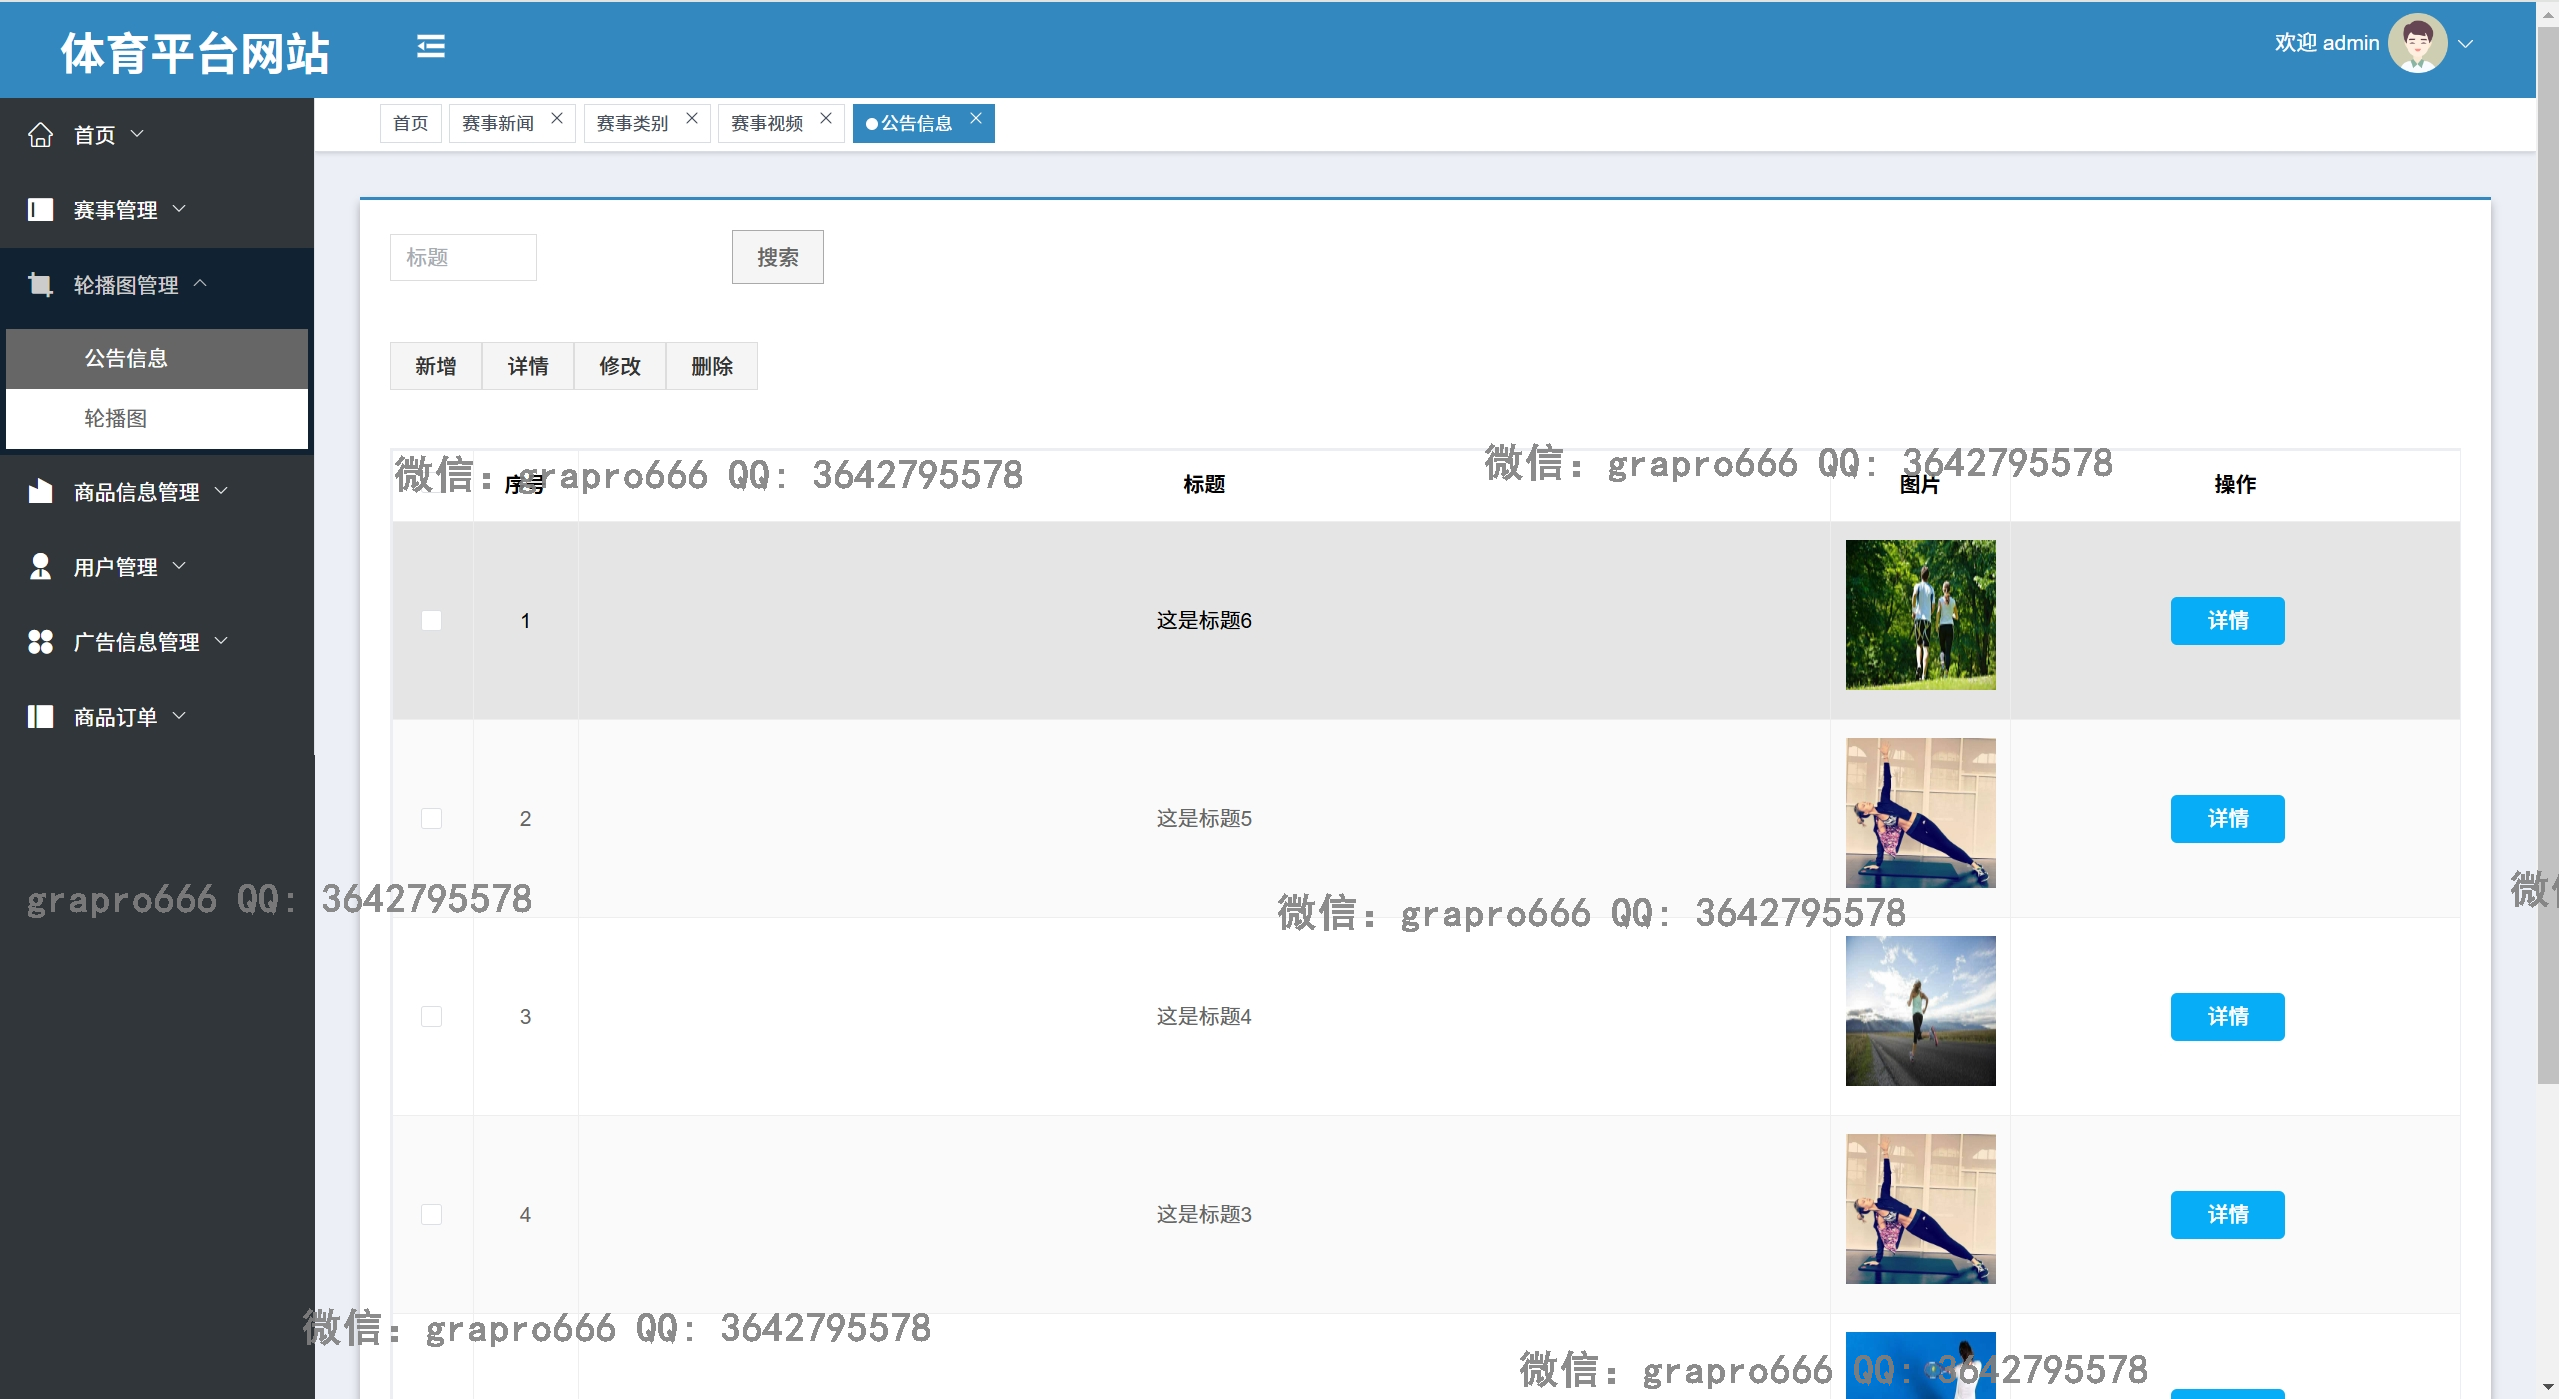 体育平台网站
欢迎 admin
首页
赛事管理
轮播图管理
公告信息
轮播图
商品信息管理
用户管理
广告信息管理
商品订单
首页 赛事新闻 赛事类别 赛事视频 公告信息
标题 搜索
新增 详情 修改 删除
序号 标题 图片 操作
微信：grapro666 QQ: 3642795578
微信：grapro666 QQ: 3642795578
1 这是标题6 详情
2 这是标题5 详情
grapro666 QQ: 3642795578
微信：grapro666 QQ: 3642795578
微信
3 这是标题4 详情
4 这是标题3 详情
微信：grapro666 QQ: 3642795578
微信：grapro666 QQ: 3642795578